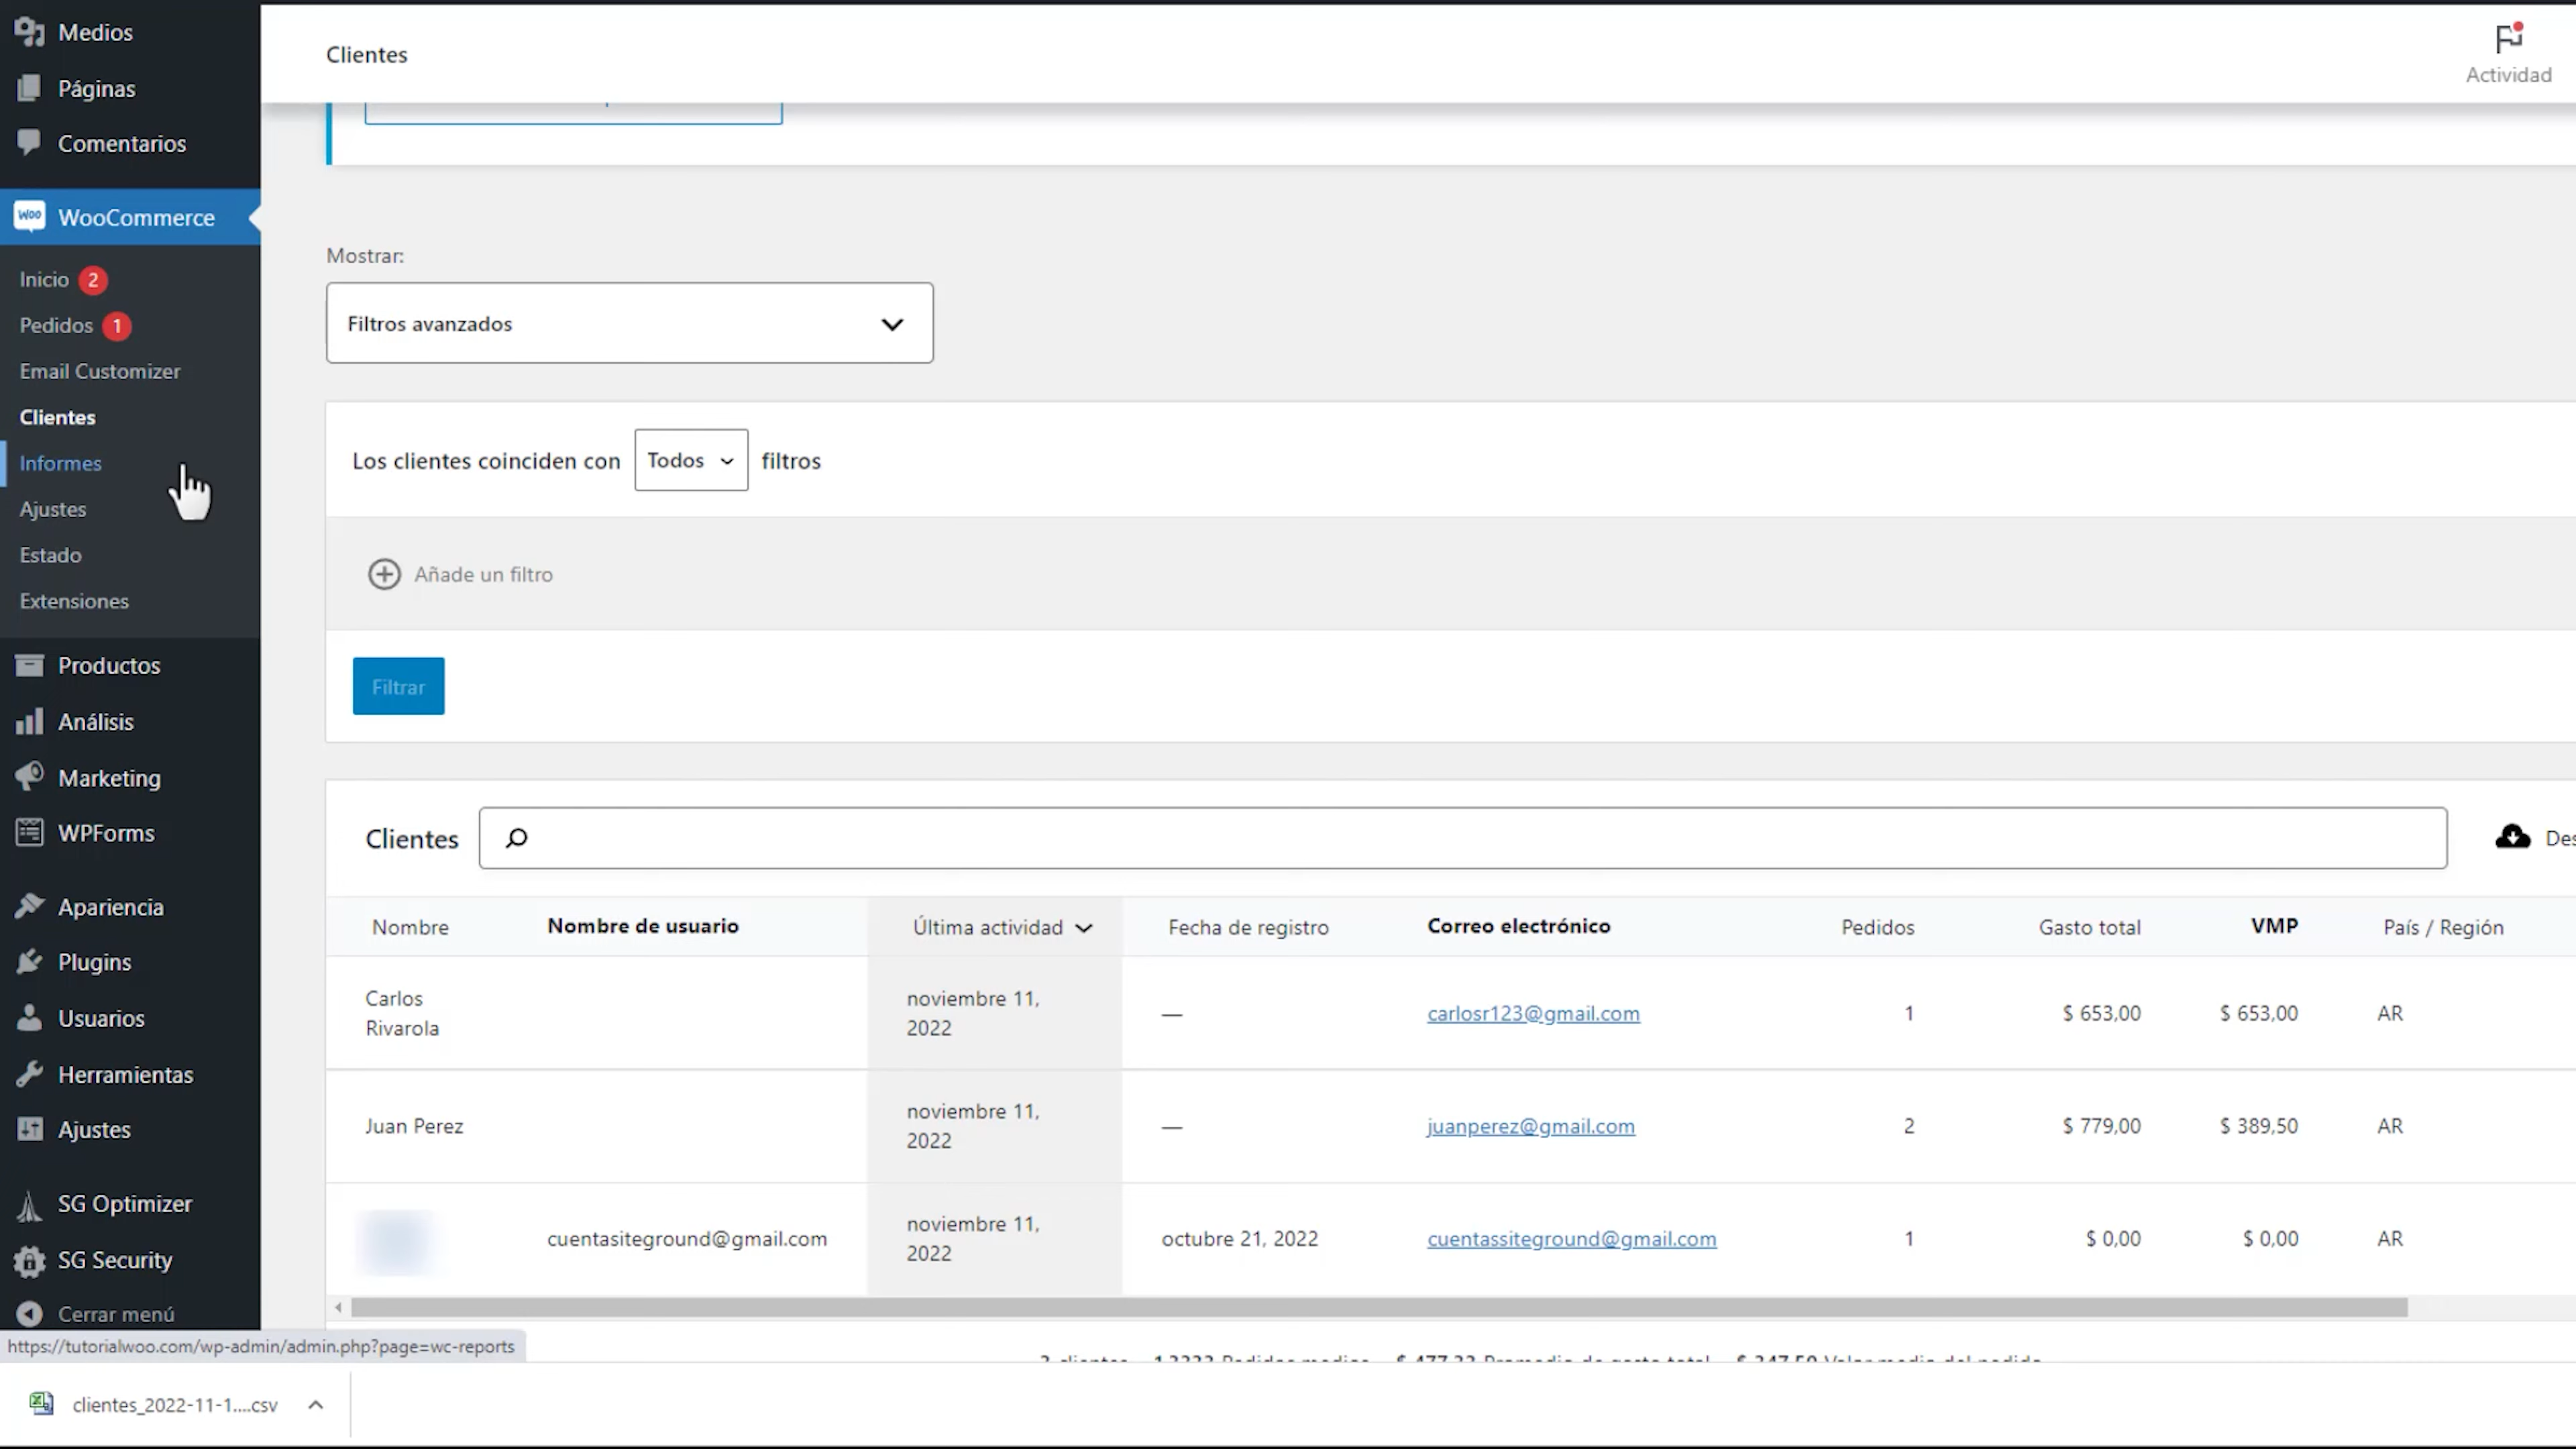 Medios
Páginas
Comentarios
WOO WooCommerce
Inicio 2
Pedidos 1
Email Customizer
Clientes
Informes
Ajustes
Estado
Extensiones
Productos
Análisis
Marketing
WPForms
Apariencia
Plugins
Usuarios
Herramientas
Ajustes
SG Optimizer
SG Security
Cerrar menú
https://tutorialwoo.com/wp-admin/admin.php?page=wc-reports
Clientes
Actividad
Mostrar:
Filtros avanzados
Los clientes coinciden con Todos filtros
Añade un filtro
Filtrar
Clientes
Nombre Nombre de usuario Última actividad Fecha de registro Correo electrónico Pedidos Gasto total VMP País / Región
Carlos Rivarola noviembre 11, 2022 — carlosr123@gmail.com 1 $ 653,00 $ 653,00 AR
Juan Perez noviembre 11, 2022 — juanperez@gmail.com 2 $ 779,00 $ 389,50 AR
cuentasiteground@gmail.com noviembre 11, 2022 octubre 21, 2022 cuentassiteground@gmail.com 1 $ 0,00 $ 0,00 AR
clientes_2022-11-1....csv